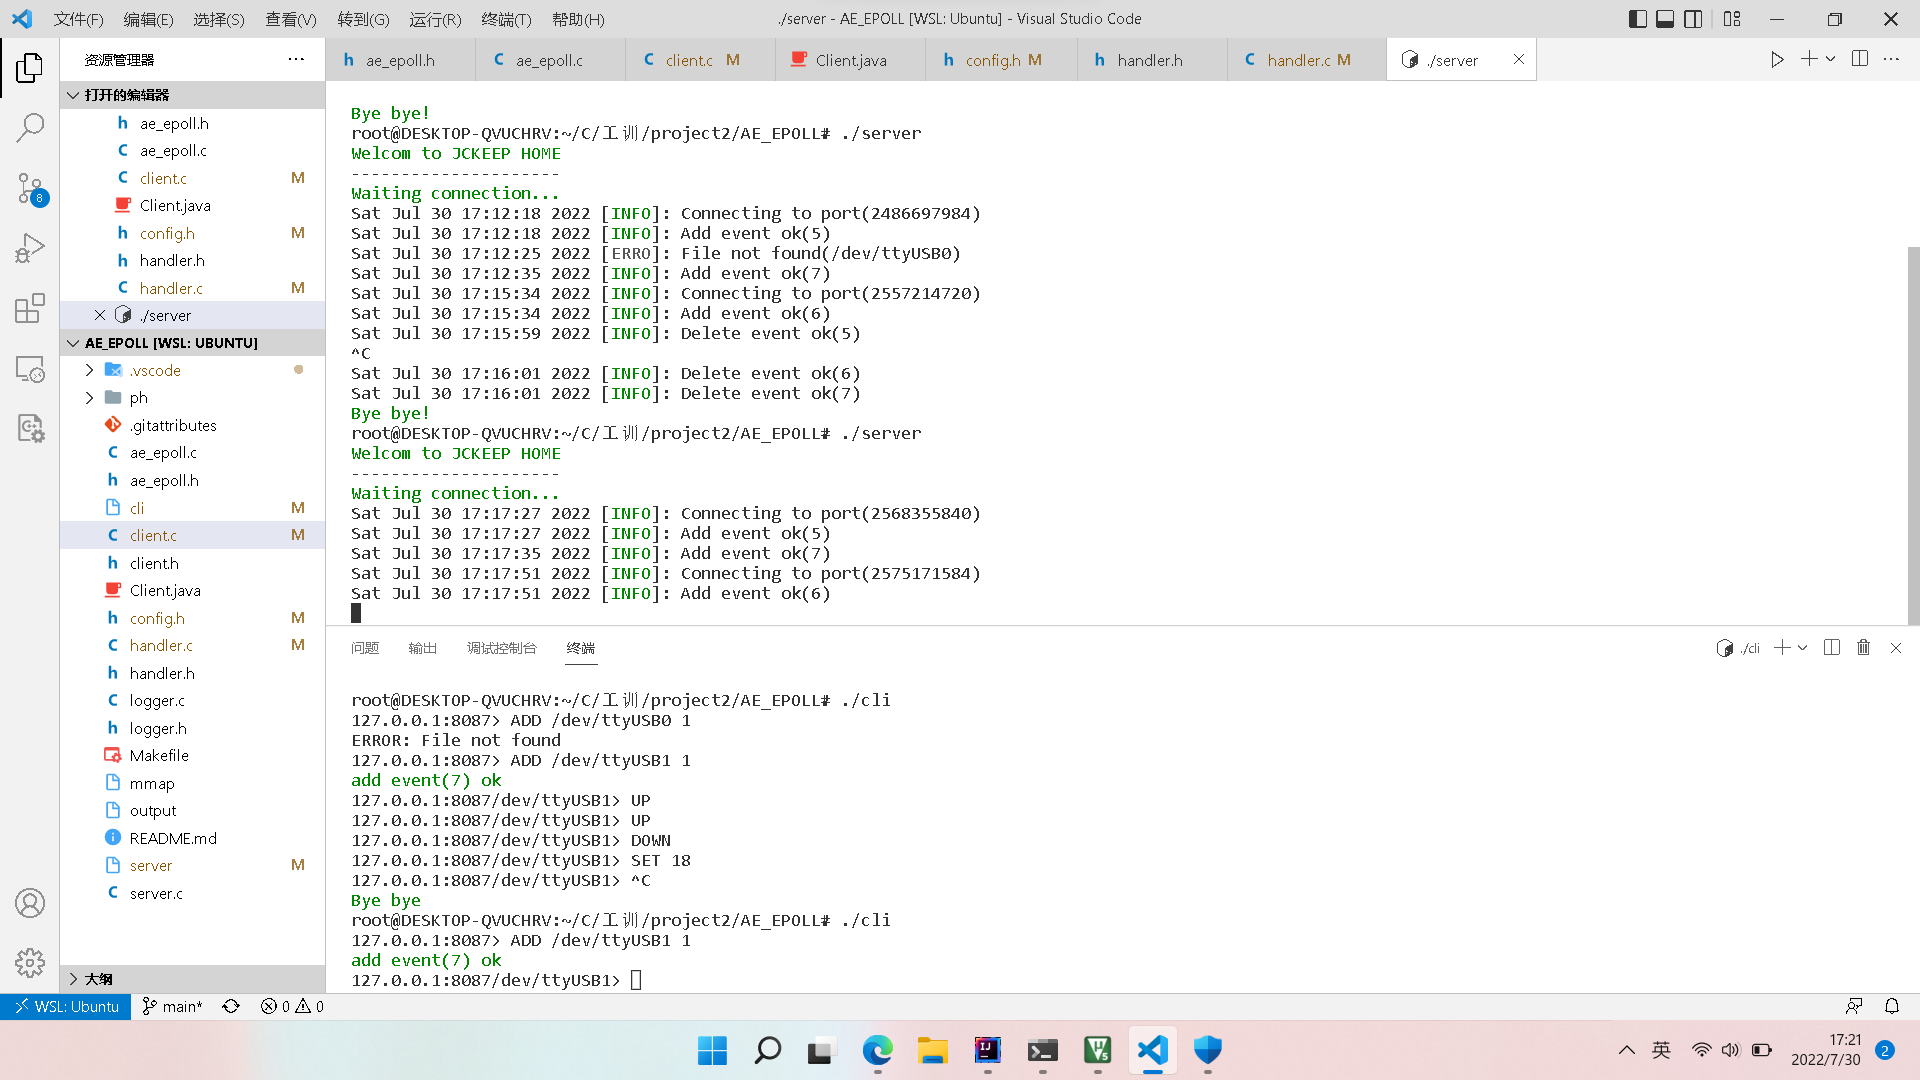 文件(F) 编辑(E) 选择(S) 查看(V) 转到(G) 运行(R) 终端(T) 帮助(H) ./server - AE_EPOLL [WSL: Ubuntu] - Visual Studio Code
资源管理器
ae_epoll.h ae_epoll.c client.c M Client.java config.h M handler.h handler.c M ./server
打开的编辑器
ae_epoll.h
ae_epoll.c
client.c M
Client.java
config.h M
handler.h
handler.c M
./server
8
AE_EPOLL [WSL: UBUNTU]
.vscode
ph
.gitattributes
ae_epoll.c
ae_epoll.h
cli M
client.c M
client.h
Client.java
config.h M
handler.c M
handler.h
logger.c
logger.h
Makefile
mmap
output
README.md
server M
server.c
大纲
Bye bye!
root@DESKTOP-QVUCHRV:~/C/工训/project2/AE_EPOLL# ./server
Welcom to JCKEEP HOME
---------------------
Waiting connection...
Sat Jul 30 17:12:18 2022 [INFO]: Connecting to port(2486697984)
Sat Jul 30 17:12:18 2022 [INFO]: Add event ok(5)
Sat Jul 30 17:12:25 2022 [ERRO]: File not found(/dev/ttyUSB0)
Sat Jul 30 17:12:35 2022 [INFO]: Add event ok(7)
Sat Jul 30 17:15:34 2022 [INFO]: Connecting to port(2557214720)
Sat Jul 30 17:15:34 2022 [INFO]: Add event ok(6)
Sat Jul 30 17:15:59 2022 [INFO]: Delete event ok(5)
^C
Sat Jul 30 17:16:01 2022 [INFO]: Delete event ok(6)
Sat Jul 30 17:16:01 2022 [INFO]: Delete event ok(7)
Bye bye!
root@DESKTOP-QVUCHRV:~/C/工训/project2/AE_EPOLL# ./server
Welcom to JCKEEP HOME
---------------------
Waiting connection...
Sat Jul 30 17:17:27 2022 [INFO]: Connecting to port(2568355840)
Sat Jul 30 17:17:27 2022 [INFO]: Add event ok(5)
Sat Jul 30 17:17:35 2022 [INFO]: Add event ok(7)
Sat Jul 30 17:17:51 2022 [INFO]: Connecting to port(2575171584)
Sat Jul 30 17:17:51 2022 [INFO]: Add event ok(6)
问题 输出 调试控制台 终端 ./cli
root@DESKTOP-QVUCHRV:~/C/工训/project2/AE_EPOLL# ./cli
127.0.0.1:8087> ADD /dev/ttyUSB0 1
ERROR: File not found
127.0.0.1:8087> ADD /dev/ttyUSB1 1
add event(7) ok
127.0.0.1:8087/dev/ttyUSB1> UP
127.0.0.1:8087/dev/ttyUSB1> UP
127.0.0.1:8087/dev/ttyUSB1> DOWN
127.0.0.1:8087/dev/ttyUSB1> SET 18
127.0.0.1:8087/dev/ttyUSB1> ^C
Bye bye
root@DESKTOP-QVUCHRV:~/C/工训/project2/AE_EPOLL# ./cli
127.0.0.1:8087> ADD /dev/ttyUSB1 1
add event(7) ok
127.0.0.1:8087/dev/ttyUSB1>
WSL: Ubuntu main* 0 0
英 17:21
2022/7/30 2